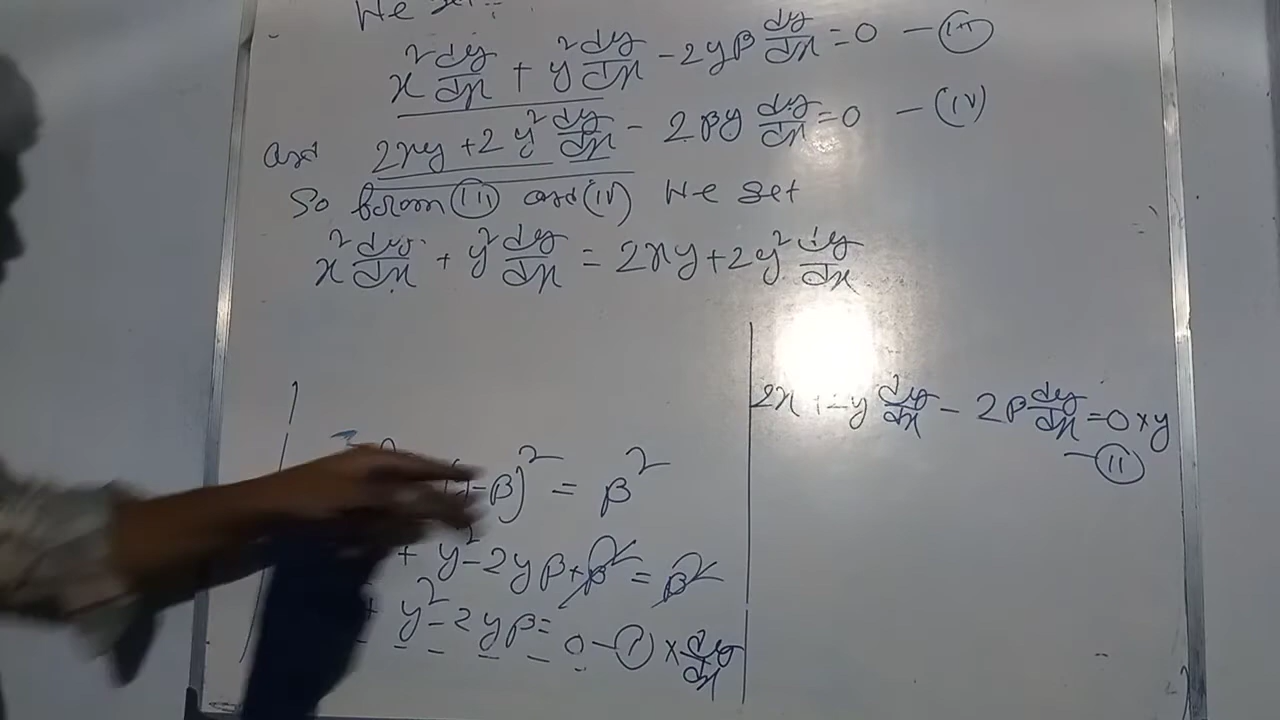 We get.
x² dy/dx + y² dy/dx - 2yβ dy/dx = 0 - (III)
and 2xy + 2y² dy/dx - 2βy dy/dx = 0 - (IV)
So from (III) and (IV) We get
x² dy/dx + y² dy/dx = 2xy + 2y² dy/dx
-β)² = β²
+ y² - 2yβ + β² = β²
+ y² - 2yβ = 0 - (I) × dy/dx
2x y dy/dx - 2β dy/dx = 0 × y
- (II)